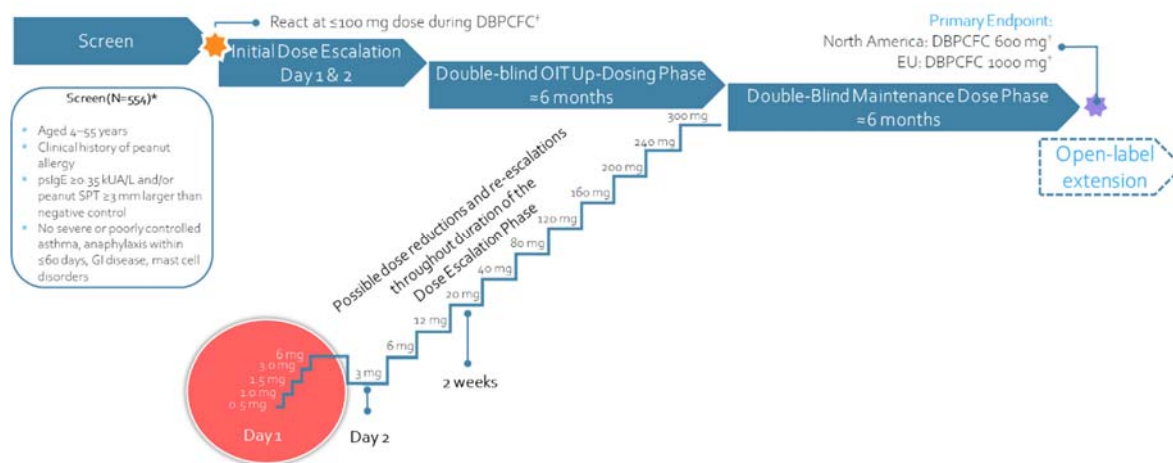 Screen
React at ≤100 mg dose during DBPCFC⁺
Initial Dose Escalation
Day 1 & 2
Double-blind OIT Up-Dosing Phase
≈6 months
Double-Blind Maintenance Dose Phase
≈6 months
Primary Endpoint:
North America: DBPCFC 600 mg⁺
EU: DBPCFC 1000 mg⁺
Open-label
extension
Screen (N=554)*
• Aged 4–55 years
• Clinical history of peanut
allergy
• psIgE ≥0.35 kUA/L and/or
peanut SPT ≥3 mm larger than
negative control
• No severe or poorly controlled
asthma, anaphylaxis within
≤60 days, GI disease, mast cell
disorders
Possible dose reductions and re-escalations
throughout duration of the
Dose Escalation Phase
300 mg
240 mg
200 mg
160 mg
120 mg
80 mg
40 mg
20 mg
12 mg
6 mg
3 mg
6 mg
3.0 mg
1.5 mg
1.0 mg
0.5 mg
Day 1
Day 2
2 weeks